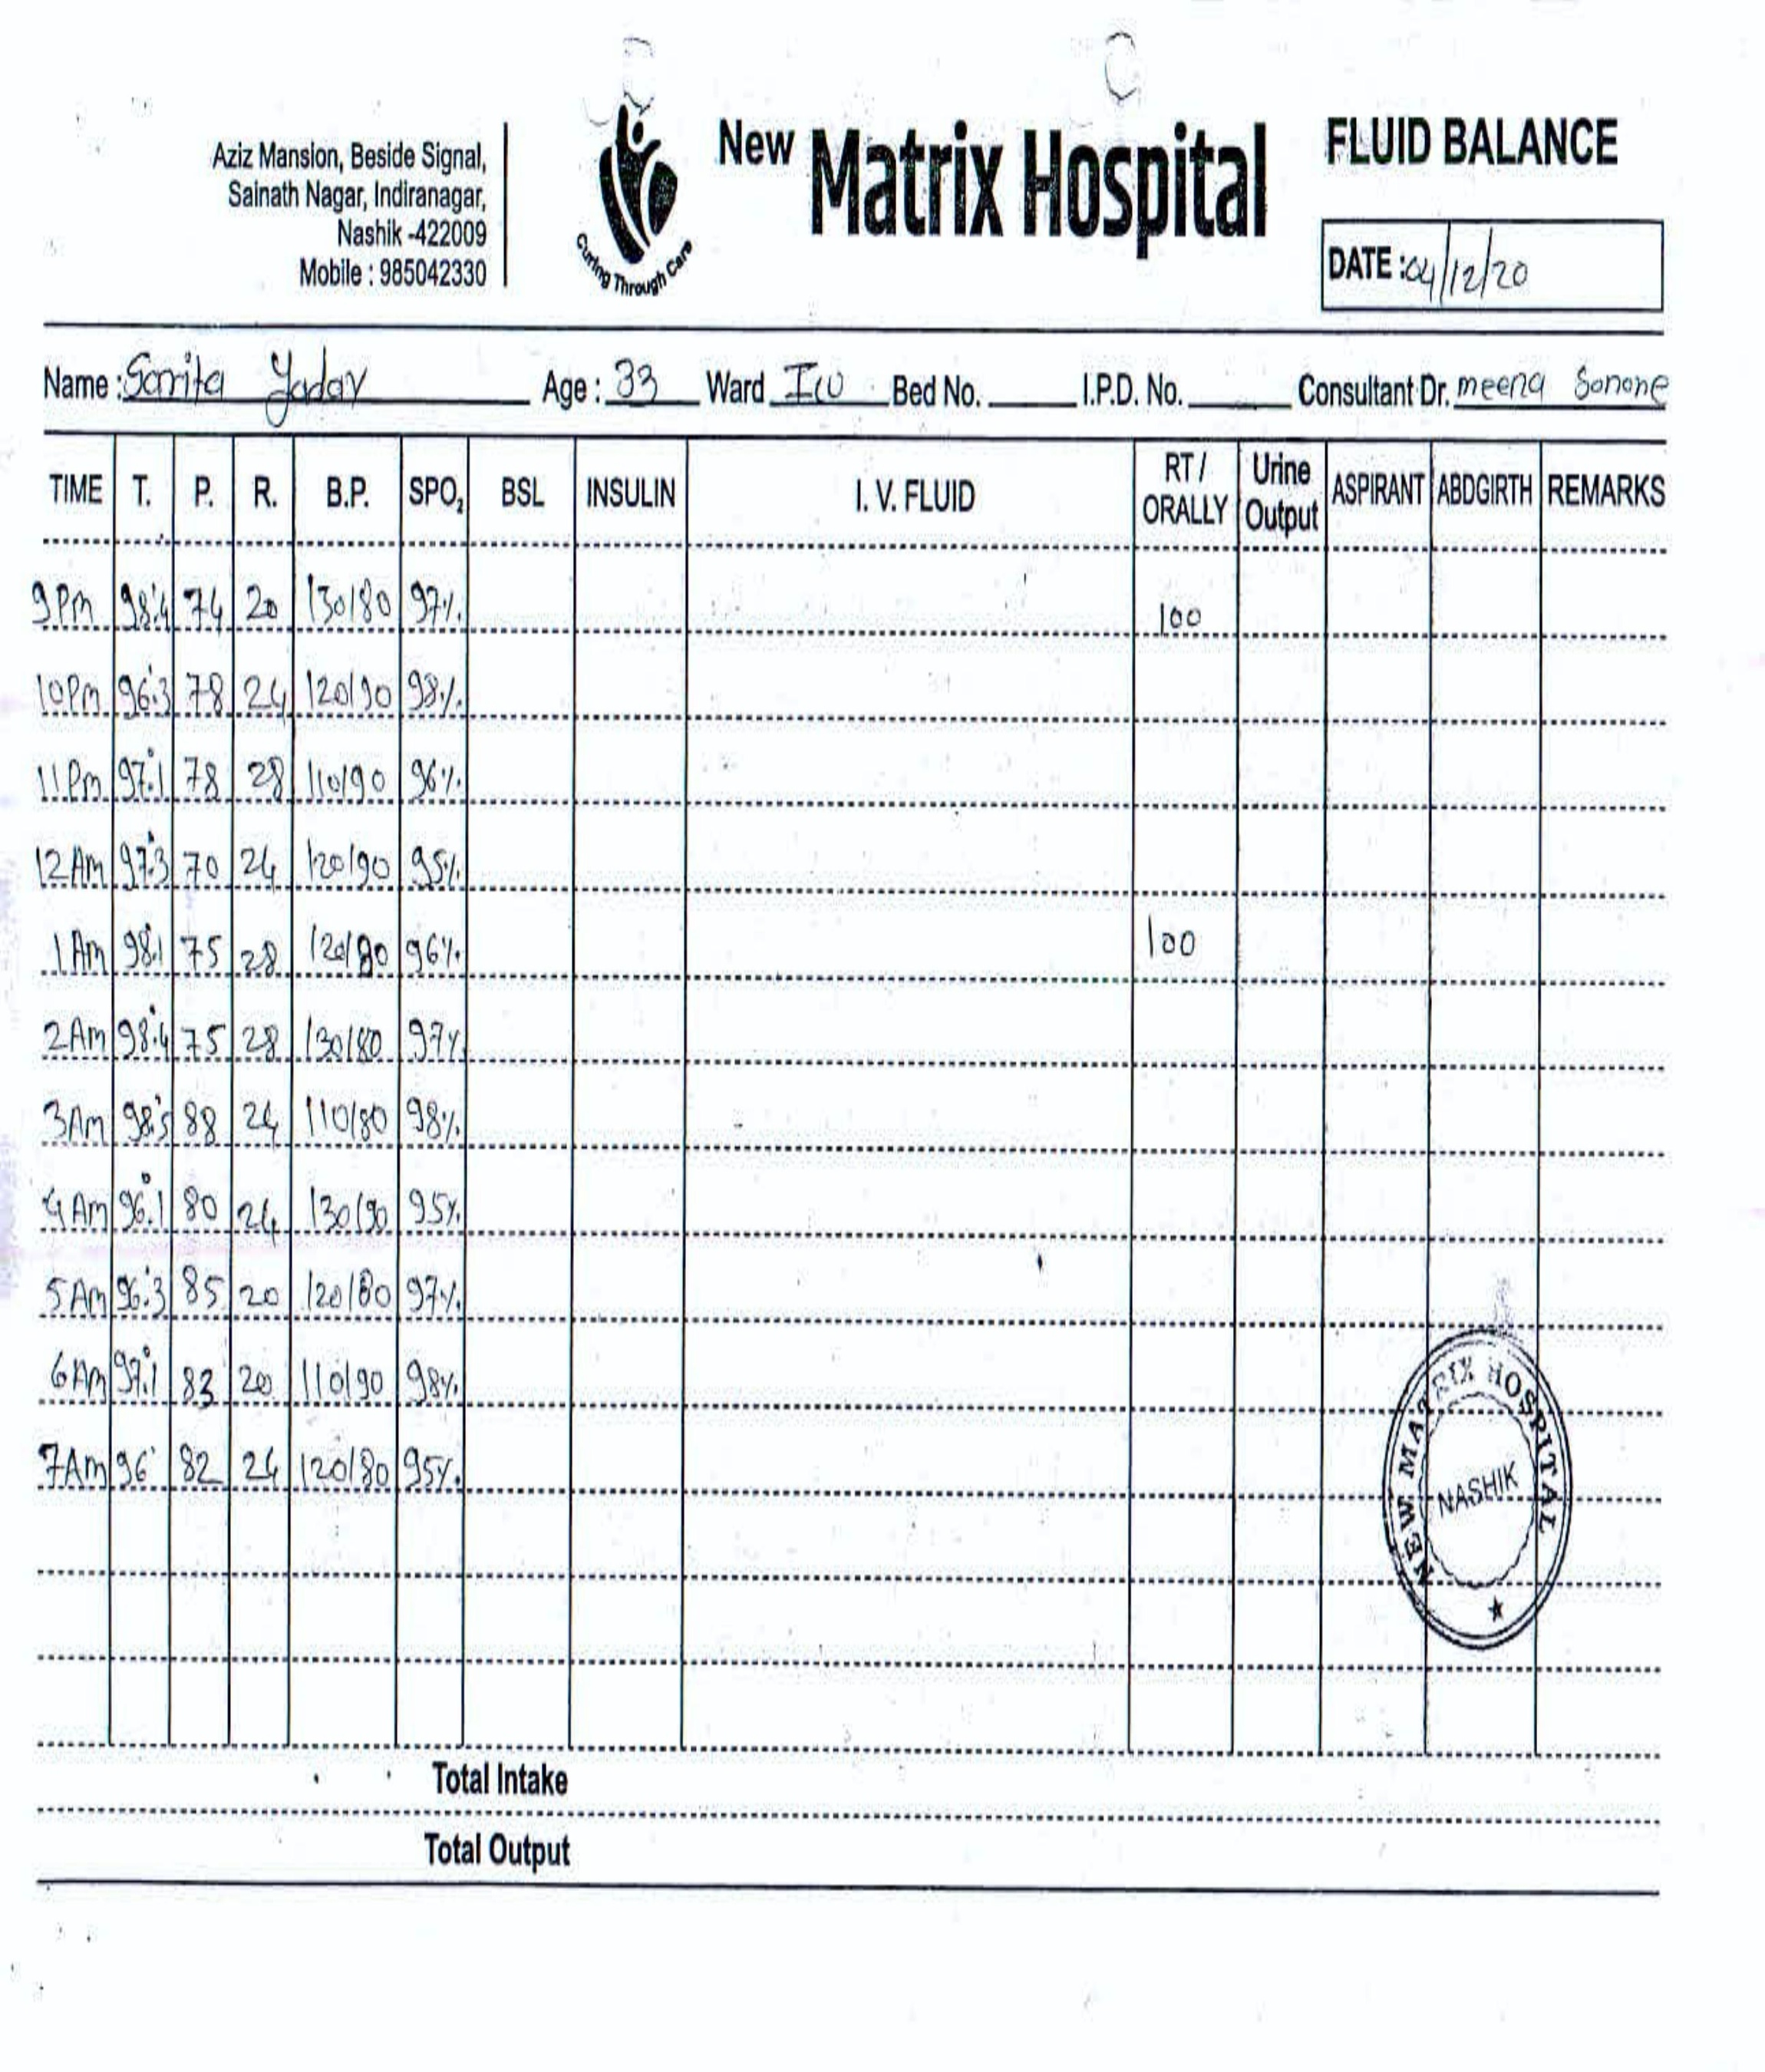 Aziz Mansion, Beside Signal,
Sainath Nagar, Indiranagar,
Nashik -422009
Mobile : 985042330
Curing Through Care
New Matrix Hospital
FLUID BALANCE
DATE : 04/12/20
Name : Sarita Yadav Age : 33 Ward ICU Bed No. I.P.D. No. Consultant Dr. meena Sonone
TIME T. P. R. B.P. SPO₂ BSL INSULIN I. V. FLUID RT / ORALLY Urine Output ASPIRANT ABDGIRTH REMARKS
9Pm 98.4 74 20 130/80 97% 100
10Pm 96.3 78 24 120/90 98%
11Pm 97.1 78 28 110/90 96%
12Am 97.3 70 24 120/90 95%
1Am 98.1 75 28 120/80 96% 100
2Am 98.4 75 28 130/80 97%
3Am 98.5 88 24 110/80 98%
4Am 96.1 80 24 130/90 95%
5Am 96.3 85 20 120/80 97%
6Am 97.1 83 20 110/90 98%
7Am 96 82 24 120/80 95%
NEW MATRIX HOSPITAL
NASHIK
Total Intake
Total Output